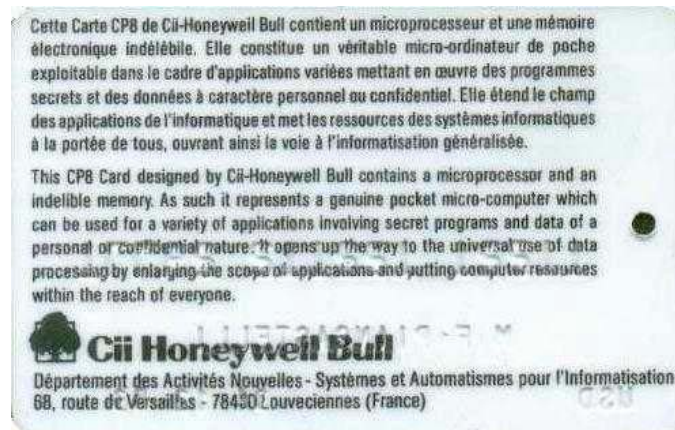 Cette Carte CP8 de Cii-Honeywell Bull contient un microprocesseur et une mémoire
électronique indélébile. Elle constitue un véritable micro-ordinateur de poche
exploitable dans le cadre d'applications variées mettant en œuvre des programmes
secrets et des données à caractère personnel ou confidentiel. Elle étend le champ
des applications de l'informatique et met les ressources des systèmes informatiques
à la portée de tous, ouvrant ainsi la voie à l'informatisation généralisée.
This CP8 Card designed by Cii-Honeywell Bull contains a microprocessor and an
indelible memory. As such it represents a genuine pocket micro-computer which
can be used for a variety of applications involving secret programs and data of a
personal or confidential nature. It opens up the way to the universal use of data
processing by enlarging the scope of applications and putting computer resources
within the reach of everyone.
Cii Honeywell Bull
Département des Activités Nouvelles - Systèmes et Automatismes pour l'Informatisation
68, route de Versailles - 78430 Louveciennes (France)